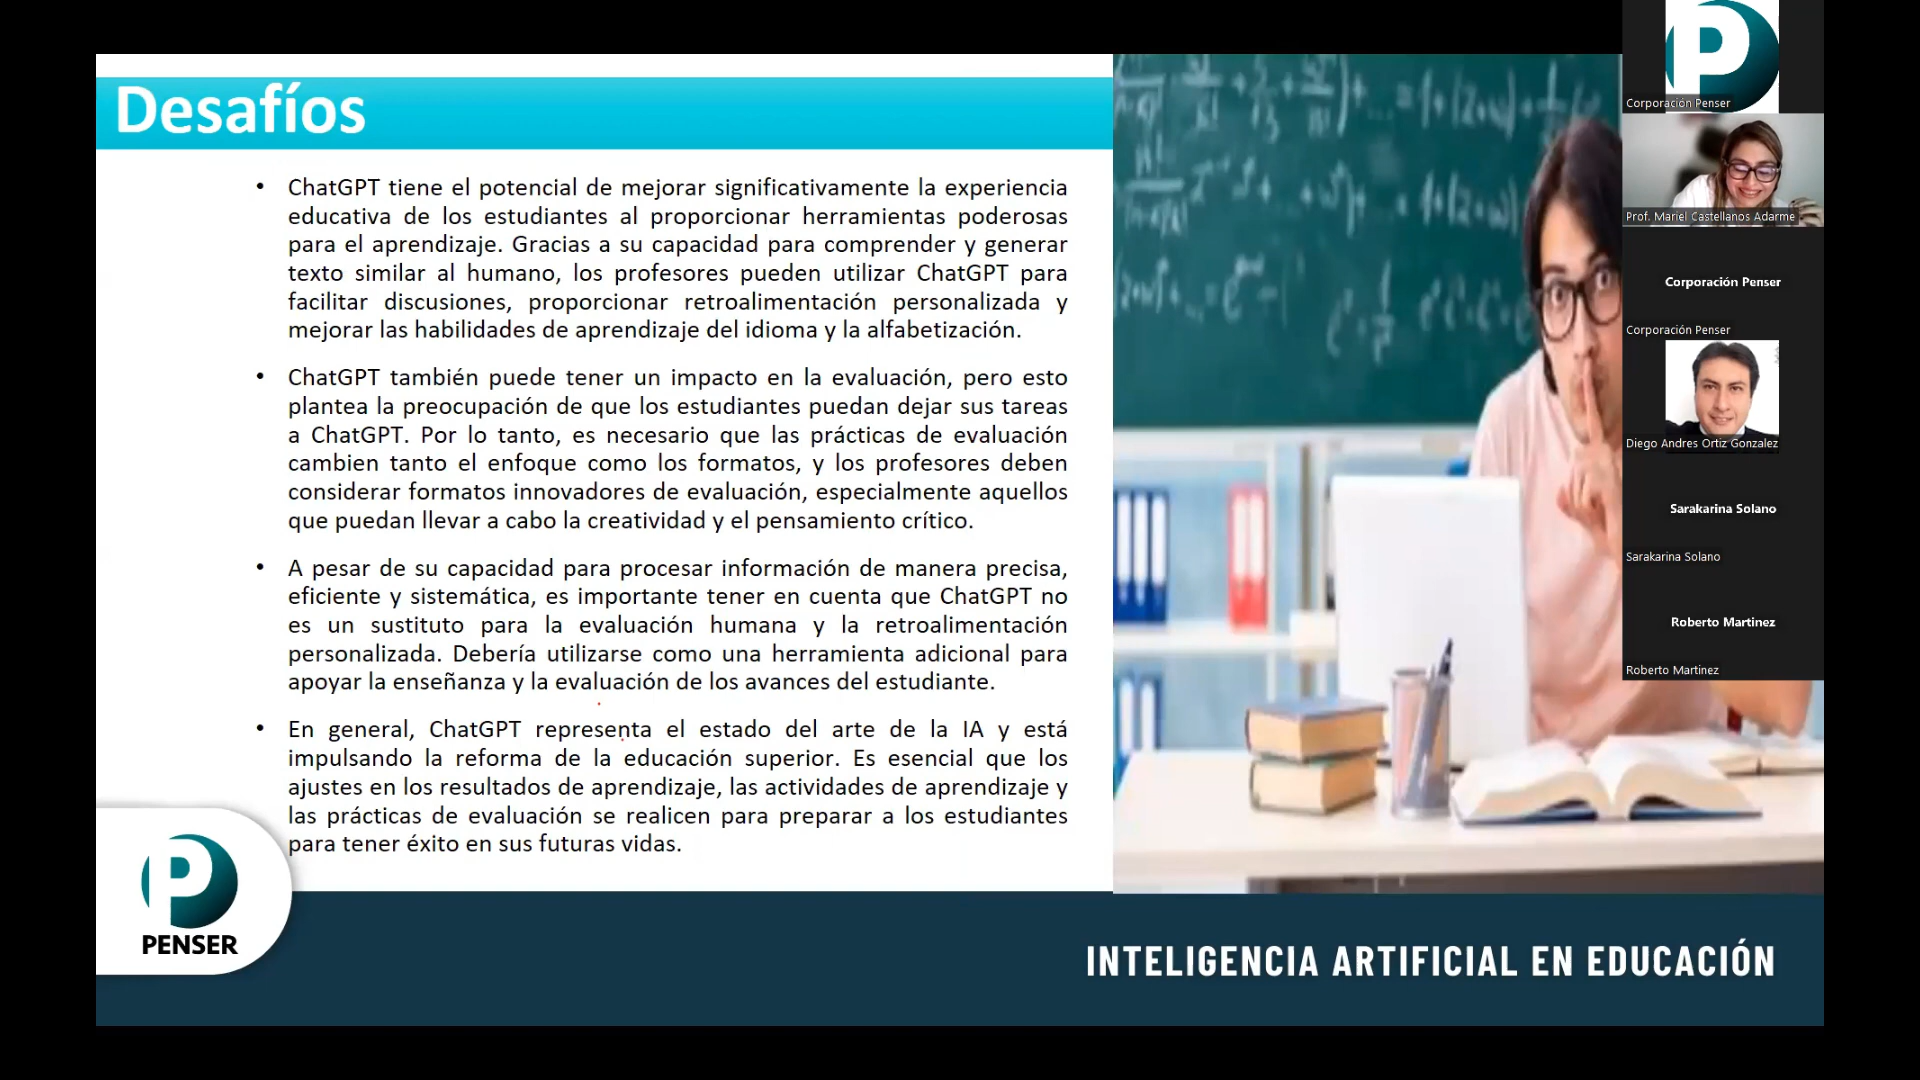 Desafíos
• ChatGPT tiene el potencial de mejorar significativamente la experiencia
educativa de los estudiantes al proporcionar herramientas poderosas
para el aprendizaje. Gracias a su capacidad para comprender y generar
texto similar al humano, los profesores pueden utilizar ChatGPT para
facilitar discusiones, proporcionar retroalimentación personalizada y
mejorar las habilidades de aprendizaje del idioma y la alfabetización.
• ChatGPT también puede tener un impacto en la evaluación, pero esto
plantea la preocupación de que los estudiantes puedan dejar sus tareas
a ChatGPT. Por lo tanto, es necesario que las prácticas de evaluación
cambien tanto el enfoque como los formatos, y los profesores deben
considerar formatos innovadores de evaluación, especialmente aquellos
que puedan llevar a cabo la creatividad y el pensamiento crítico.
• A pesar de su capacidad para procesar información de manera precisa,
eficiente y sistemática, es importante tener en cuenta que ChatGPT no
es un sustituto para la evaluación humana y la retroalimentación
personalizada. Debería utilizarse como una herramienta adicional para
apoyar la enseñanza y la evaluación de los avances del estudiante.
• En general, ChatGPT representa el estado del arte de la IA y está
impulsando la reforma de la educación superior. Es esencial que los
ajustes en los resultados de aprendizaje, las actividades de aprendizaje y
las prácticas de evaluación se realicen para preparar a los estudiantes
para tener éxito en sus futuras vidas.
P
PENSER
INTELIGENCIA ARTIFICIAL EN EDUCACIÓN
P
Corporación Penser
Prof. Mariel Castellanos Adarme
Corporación Penser
Corporación Penser
Diego Andres Ortiz Gonzalez
Sarakarina Solano
Sarakarina Solano
Roberto Martinez
Roberto Martinez